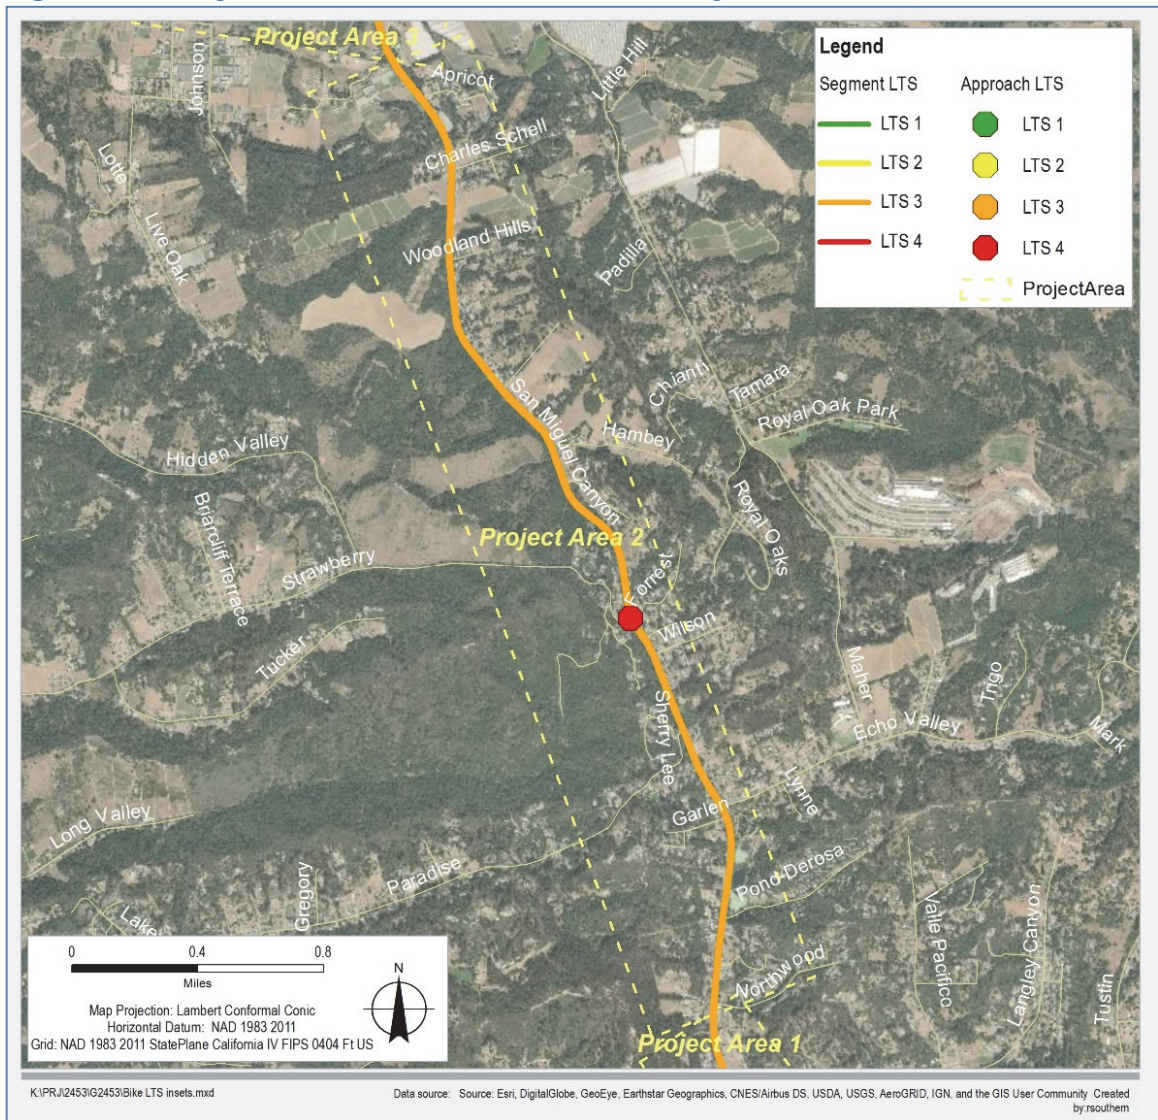 Project Area 3
Apricot
Johnson
Little Hill
Charles Schell
Lotte
Live Oak
Woodland Hills
Padilla
San Miguel Canyon
Chianti
Tamara
Royal Oak Park
Hambey
Hidden Valley
Briarcliff Terrace
Royal Oaks
Project Area 2
Strawberry
Forrest
Wilson
Tucker
Maher
Trigo
Echo Valley
Mark
Sherry Lee
Lynne
Garlen
Long Valley
Paradise
Gregory
Pond Derosa
Valle Pacifico
Langley Canyon
Tustin
Northwood
Project Area 1
Legend
Segment LTS Approach LTS
LTS 1 LTS 1
LTS 2 LTS 2
LTS 3 LTS 3
LTS 4 LTS 4
ProjectArea
0 0.4 0.8
Miles
N
Map Projection: Lambert Conformal Conic
Horizontal Datum: NAD 1983 2011
Grid: NAD 1983 2011 StatePlane California IV FIPS 0404 Ft US
K:\PRJ\2453\G2453\Bike LTS insets.mxd
Data source: Source: Esri, DigitalGlobe, GeoEye, Earthstar Geographics, CNES/Airbus DS, USDA, USGS, AeroGRID, IGN, and the GIS User Community Created
by:rsouthern